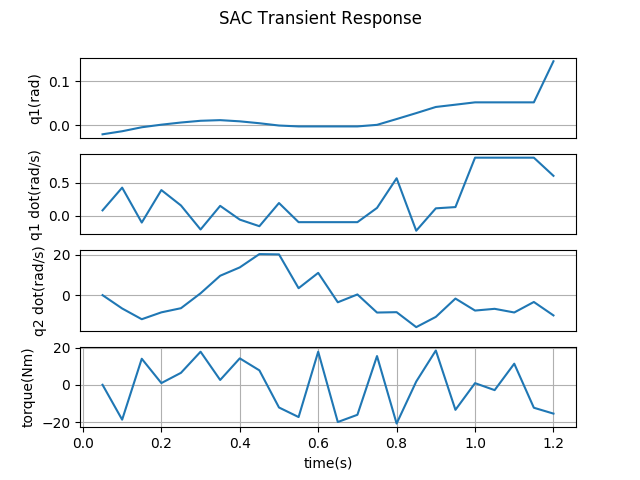 SAC Transient Response
q1(rad)
0.1
0.0
q1 dot(rad/s)
0.5
0.0
q2 dot(rad/s)
20
0
torque(Nm)
20
0
−20
0.0 0.2 0.4 0.6 0.8 1.0 1.2
time(s)